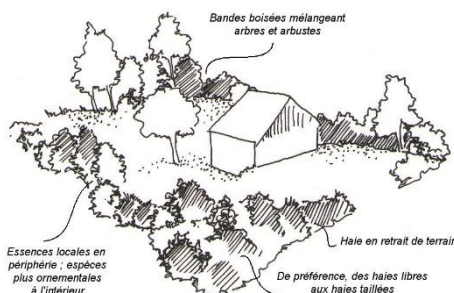 Bandes boisées mélangeant
arbres et arbustes
Haie en retrait de terrain
Essences locales en
périphérie ; espèces
plus ornementales
à l'intérieur
De préférence, des haies libres
aux haies taillées